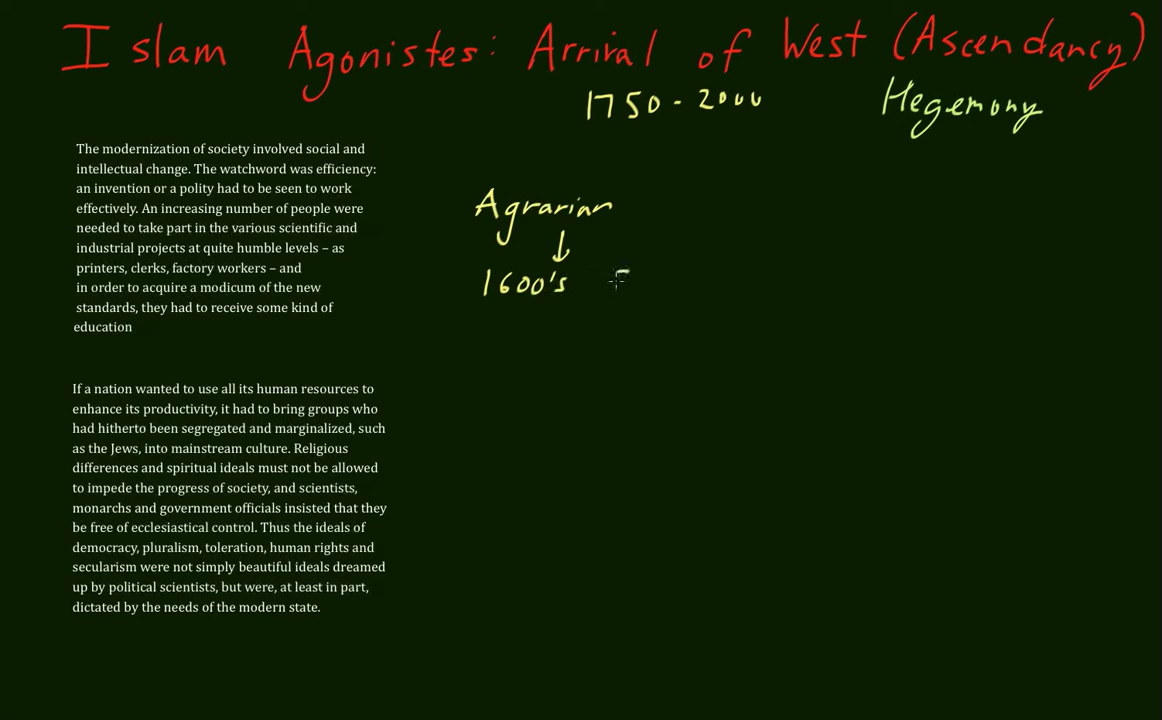 Islam Agonistes: Arrival of West (Ascendancy)
1750 - 2000
Hegemony
The modernization of society involved social and
intellectual change. The watchword was efficiency:
an invention or a polity had to be seen to work
effectively. An increasing number of people were
needed to take part in the various scientific and
industrial projects at quite humble levels – as
printers, clerks, factory workers – and
in order to acquire a modicum of the new
standards, they had to receive some kind of
education
Agrarian
↓
1600's
If a nation wanted to use all its human resources to
enhance its productivity, it had to bring groups who
had hitherto been segregated and marginalized, such
as the Jews, into mainstream culture. Religious
differences and spiritual ideals must not be allowed
to impede the progress of society, and scientists,
monarchs and government officials insisted that they
be free of ecclesiastical control. Thus the ideals of
democracy, pluralism, toleration, human rights and
secularism were not simply beautiful ideals dreamed
up by political scientists, but were, at least in part,
dictated by the needs of the modern state.